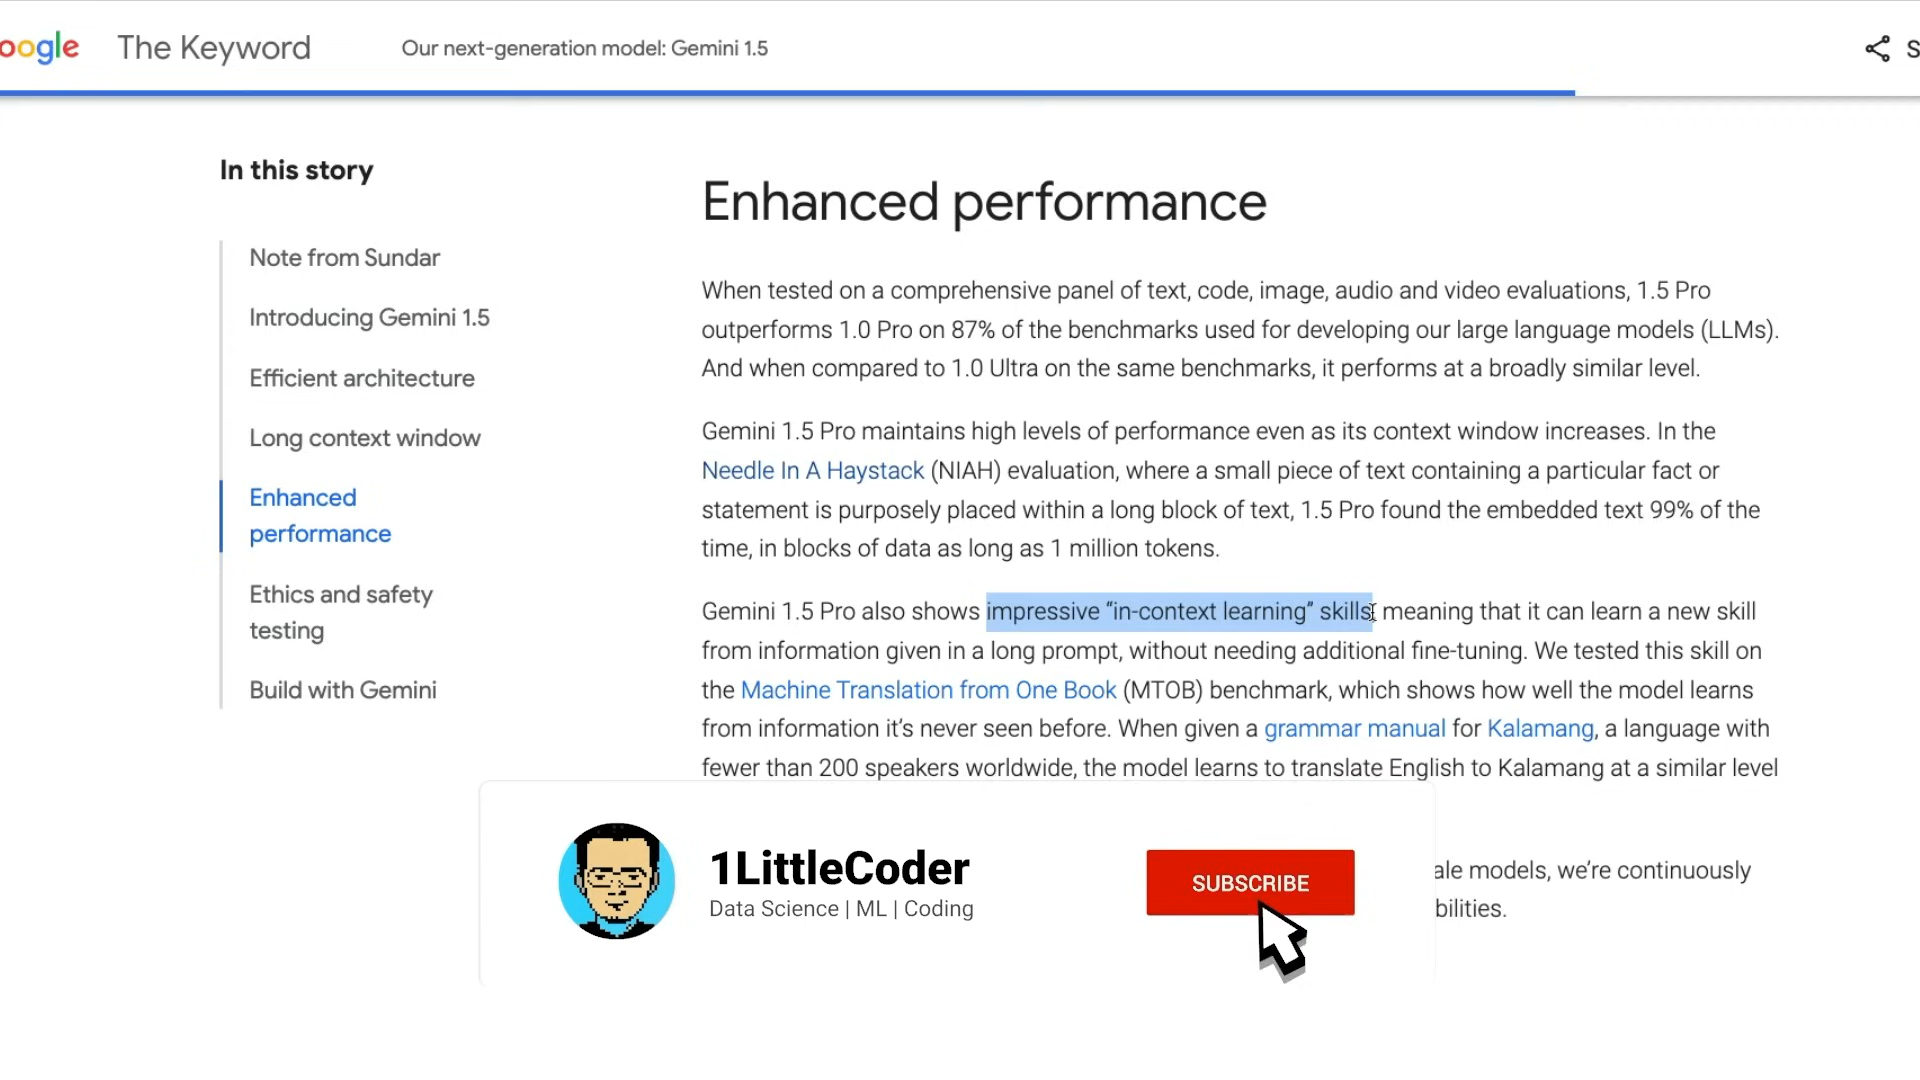 oogle The Keyword Our next-generation model: Gemini 1.5 S
In this story
Note from Sundar
Introducing Gemini 1.5
Efficient architecture
Long context window
Enhanced
performance
Ethics and safety
testing
Build with Gemini
Enhanced performance
When tested on a comprehensive panel of text, code, image, audio and video evaluations, 1.5 Pro
outperforms 1.0 Pro on 87% of the benchmarks used for developing our large language models (LLMs).
And when compared to 1.0 Ultra on the same benchmarks, it performs at a broadly similar level.
Gemini 1.5 Pro maintains high levels of performance even as its context window increases. In the
Needle In A Haystack (NIAH) evaluation, where a small piece of text containing a particular fact or
statement is purposely placed within a long block of text, 1.5 Pro found the embedded text 99% of the
time, in blocks of data as long as 1 million tokens.
Gemini 1.5 Pro also shows impressive “in-context learning” skills, meaning that it can learn a new skill
from information given in a long prompt, without needing additional fine-tuning. We tested this skill on
the Machine Translation from One Book (MTOB) benchmark, which shows how well the model learns
from information it’s never seen before. When given a grammar manual for Kalamang, a language with
fewer than 200 speakers worldwide, the model learns to translate English to Kalamang at a similar level
ale models, we’re continuously
bilities.
1LittleCoder
Data Science | ML | Coding
SUBSCRIBE